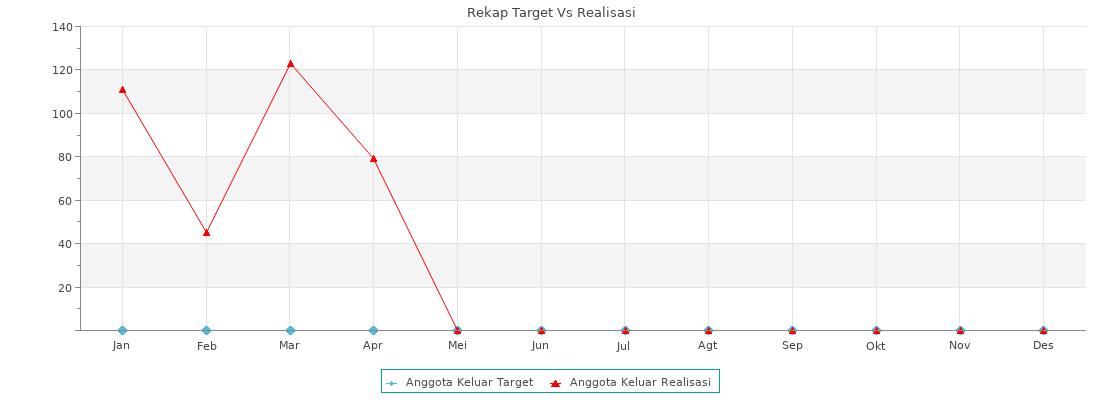 Rekap Target Vs Realisasi
140
120
100
80
60
40
20
Jan Feb Mar Apr Mei Jun Jul Agt Sep Okt Nov Des
Anggota Keluar Target Anggota Keluar Realisasi